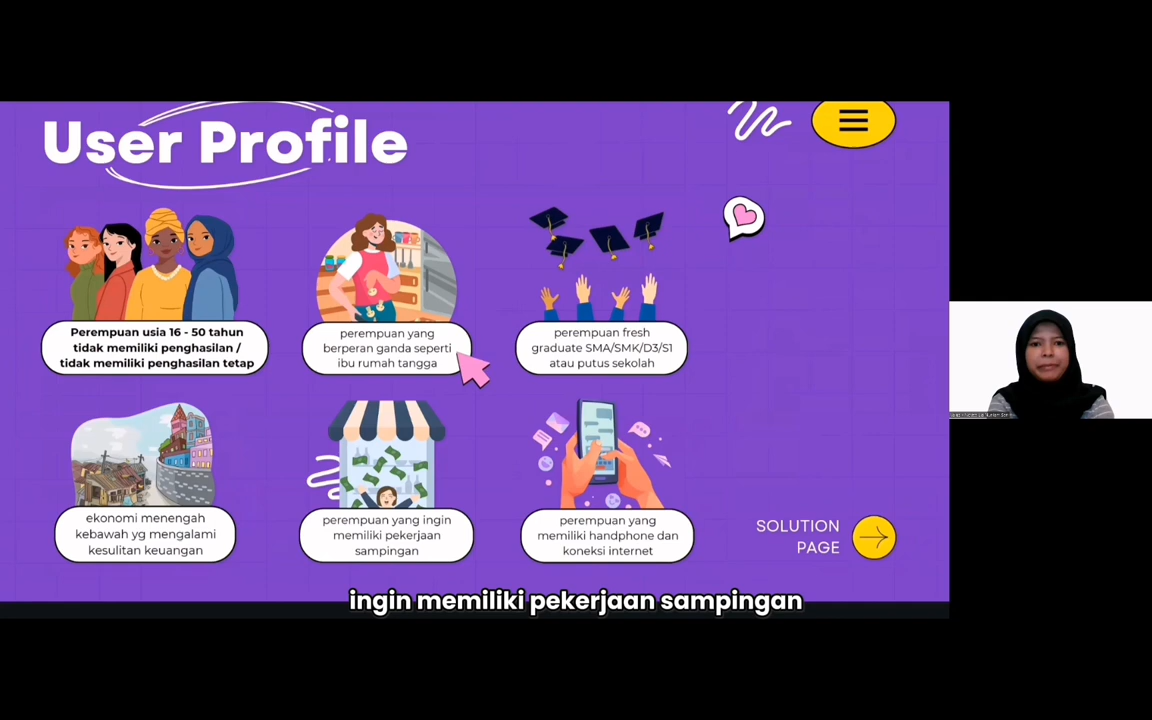 User Profile
Perempuan usia 16 - 50 tahun
tidak memiliki penghasilan /
tidak memiliki penghasilan tetap
perempuan yang
berperan ganda seperti
ibu rumah tangga
perempuan fresh
graduate SMA/SMK/D3/S1
atau putus sekolah
ekonomi menengah
kebawah yg mengalami
kesulitan keuangan
perempuan yang ingin
memiliki pekerjaan
sampingan
perempuan yang
memiliki handphone dan
koneksi internet
SOLUTION
PAGE
ingin memiliki pekerjaan sampingan